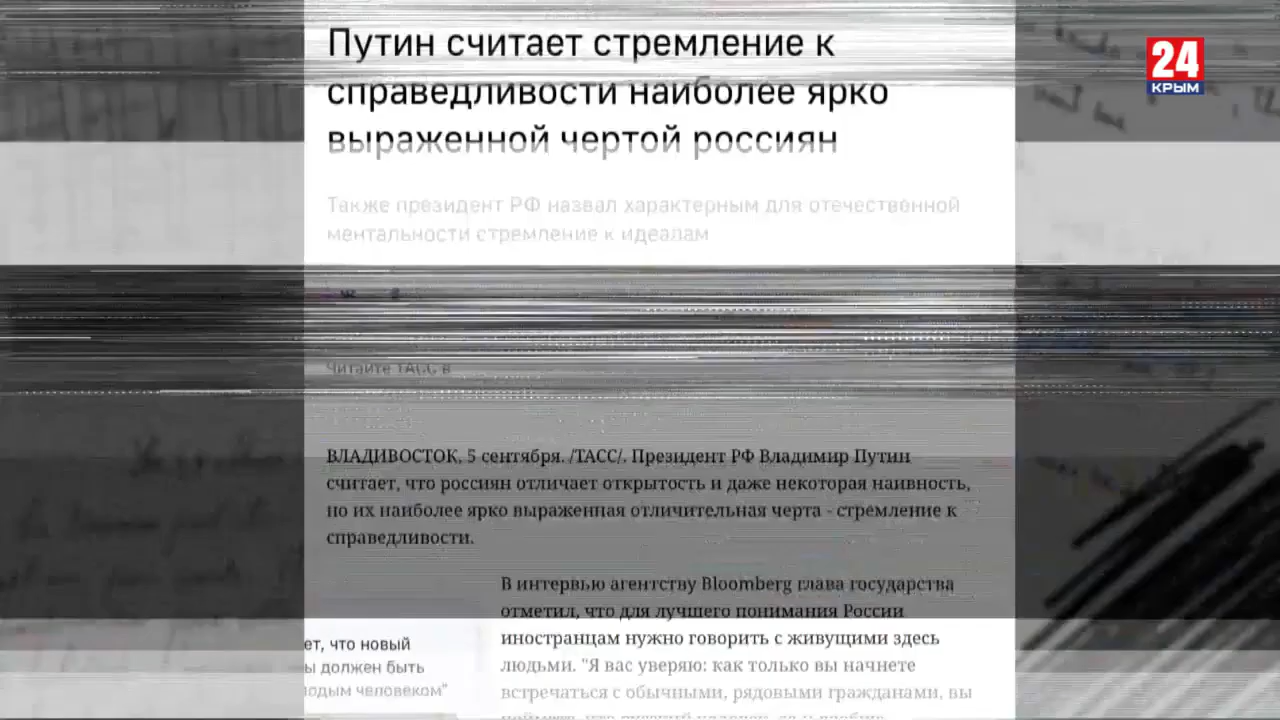 Путин считает стремление к
справедливости наиболее ярко
выраженной чертой россиян
24
КРЫМ
Также президент РФ назвал характерным для отечественной
ментальности стремление к идеалам
Читайте ТАСС в
ВЛАДИВОСТОК, 5 сентября. /ТАСС/. Президент РФ Владимир Путин
считает, что россиян отличает открытость и даже некоторая наивность,
но их наиболее ярко выраженная отличительная черта - стремление к
справедливости.
В интервью агентству Bloomberg глава государства
отметил, что для лучшего понимания России
иностранцам нужно говорить с живущими здесь
людьми. "Я вас уверяю: как только вы начнете
встречаться с обычными, рядовыми гражданами, вы
ет, что новый
ы должен быть
лодым человеком"